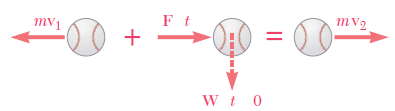 mv₁ + F t = mv₂
W t 0